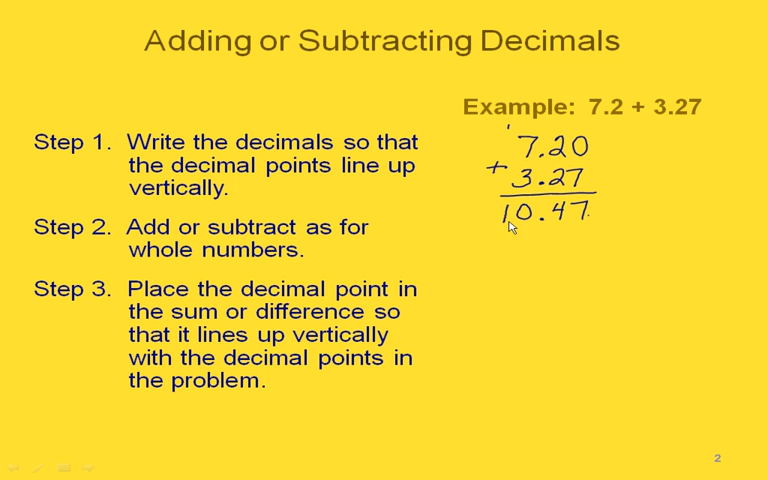 Adding or Subtracting Decimals
Example: 7.2 + 3.27
Step 1. Write the decimals so that
the decimal points line up
vertically.
Step 2. Add or subtract as for
whole numbers.
Step 3. Place the decimal point in
the sum or difference so
that it lines up vertically
with the decimal points in
the problem.
1
7.20
+ 3.27
10.47
2